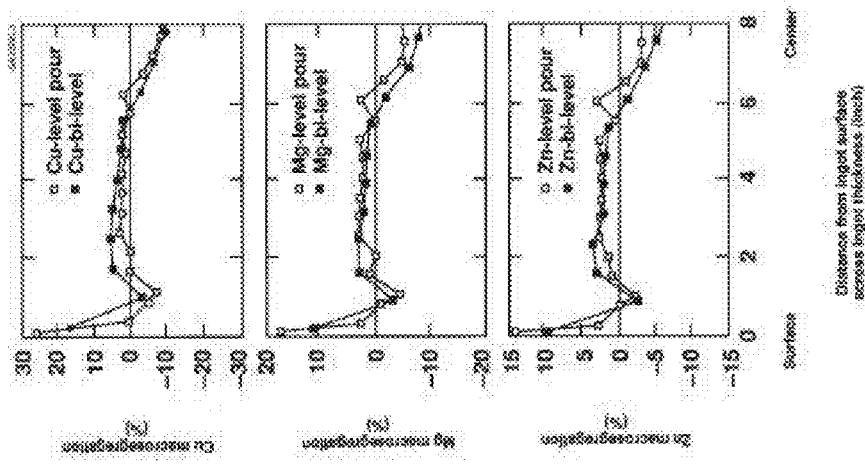 30
20
10
0
−10
−20
−30
Cu macrosegregation
(%)
Cu-level pour
Cu-bi-level
20
10
0
−10
−20
Mg macrosegregation
(%)
Mg-level pour
Mg-bi-level
15
10
5
0
−5
−10
−15
Zn macrosegregation
(%)
Zn-level pour
Zn-bi-level
0
2
4
6
8
Surface
Center
Distance from ingot surface
across ingot thickness (inch)